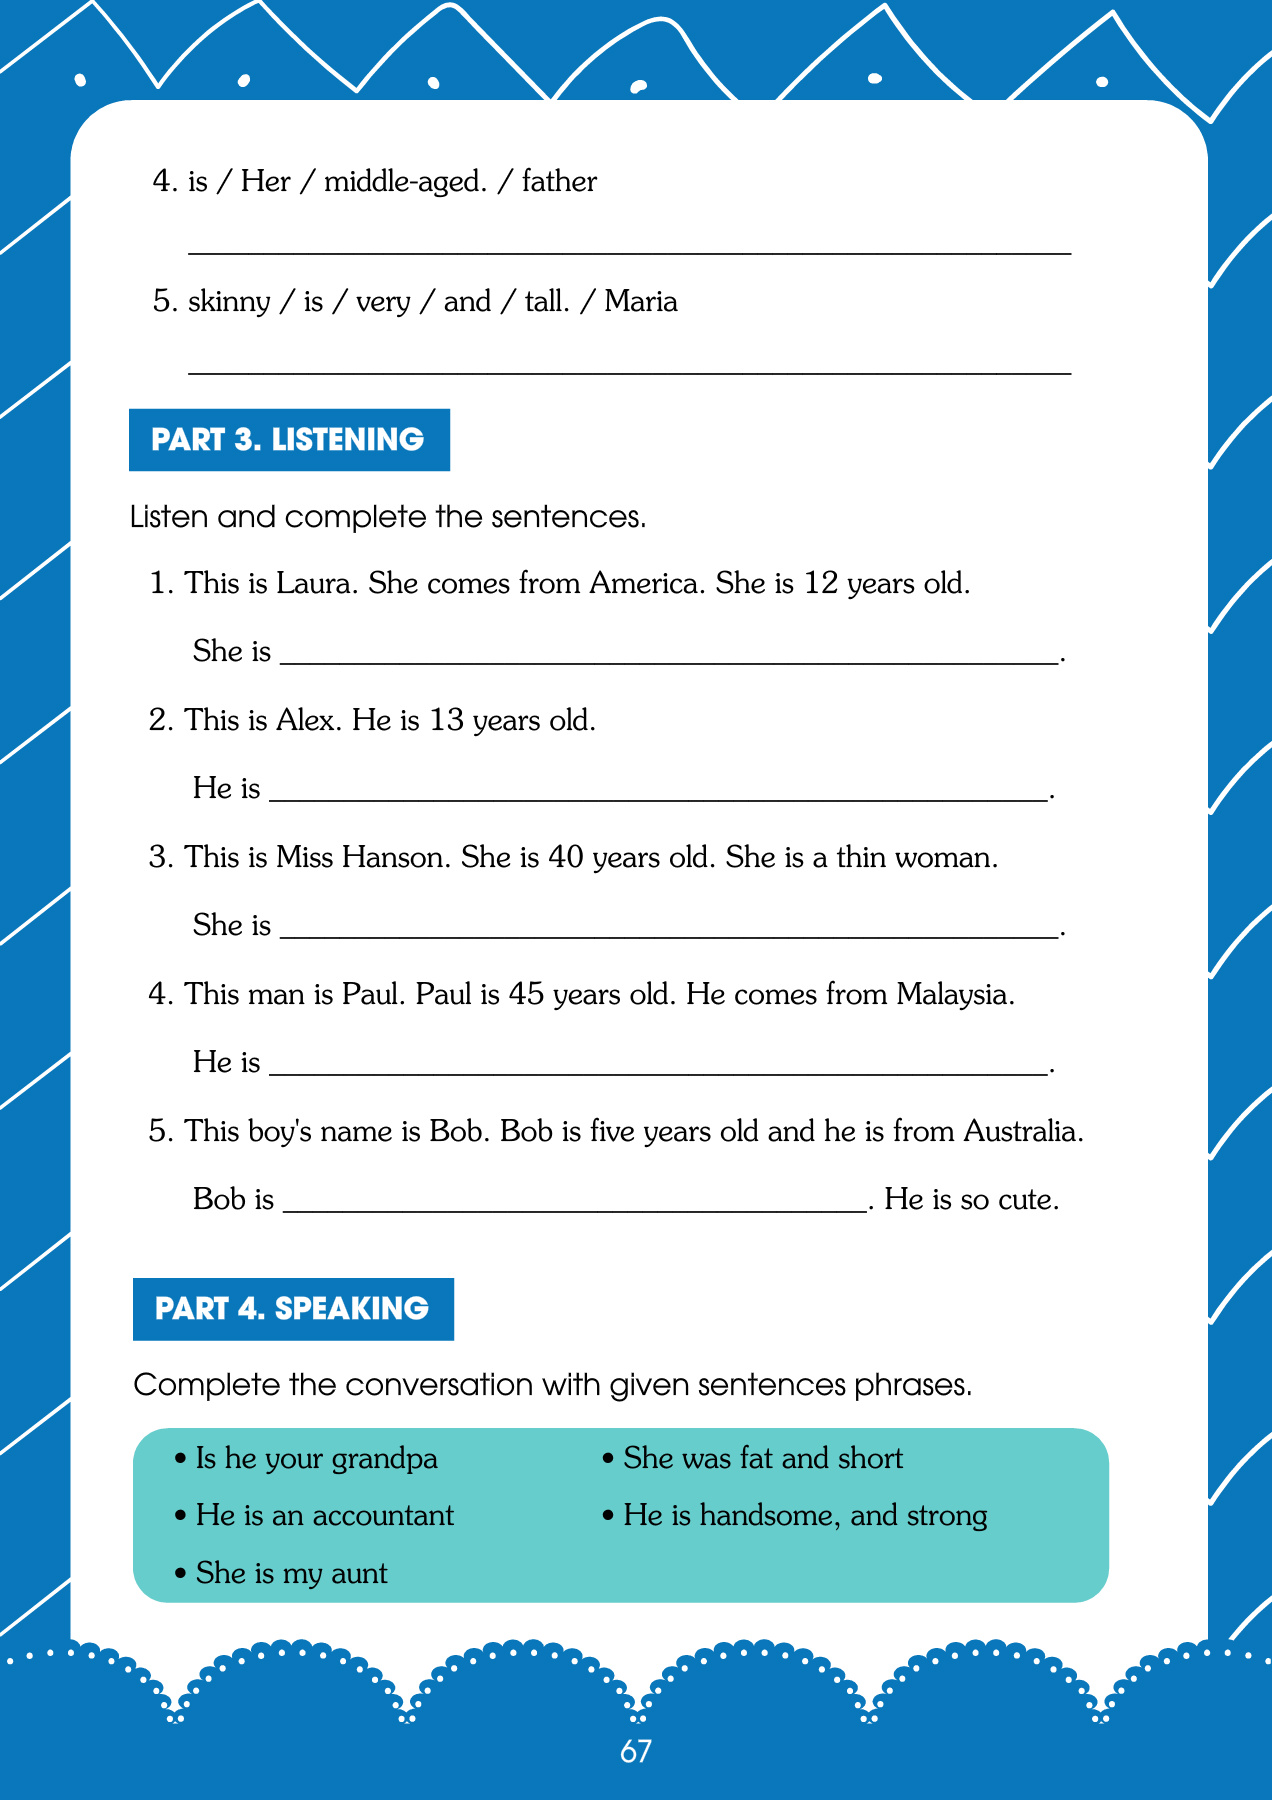 4. is / Her / middle-aged. / father
5. skinny / is / very / and / tall. / Maria
PART 3. LISTENING
Listen and complete the sentences.
1. This is Laura. She comes from America. She is 12 years old.
She is ______________________________.
2. This is Alex. He is 13 years old.
He is ______________________________.
3. This is Miss Hanson. She is 40 years old. She is a thin woman.
She is ______________________________.
4. This man is Paul. Paul is 45 years old. He comes from Malaysia.
He is ______________________________.
5. This boy's name is Bob. Bob is five years old and he is from Australia.
Bob is ______________________________. He is so cute.
PART 4. SPEAKING
Complete the conversation with given sentences phrases.
• Is he your grandpa
• He is an accountant
• She is my aunt
• She was fat and short
• He is handsome, and strong
67